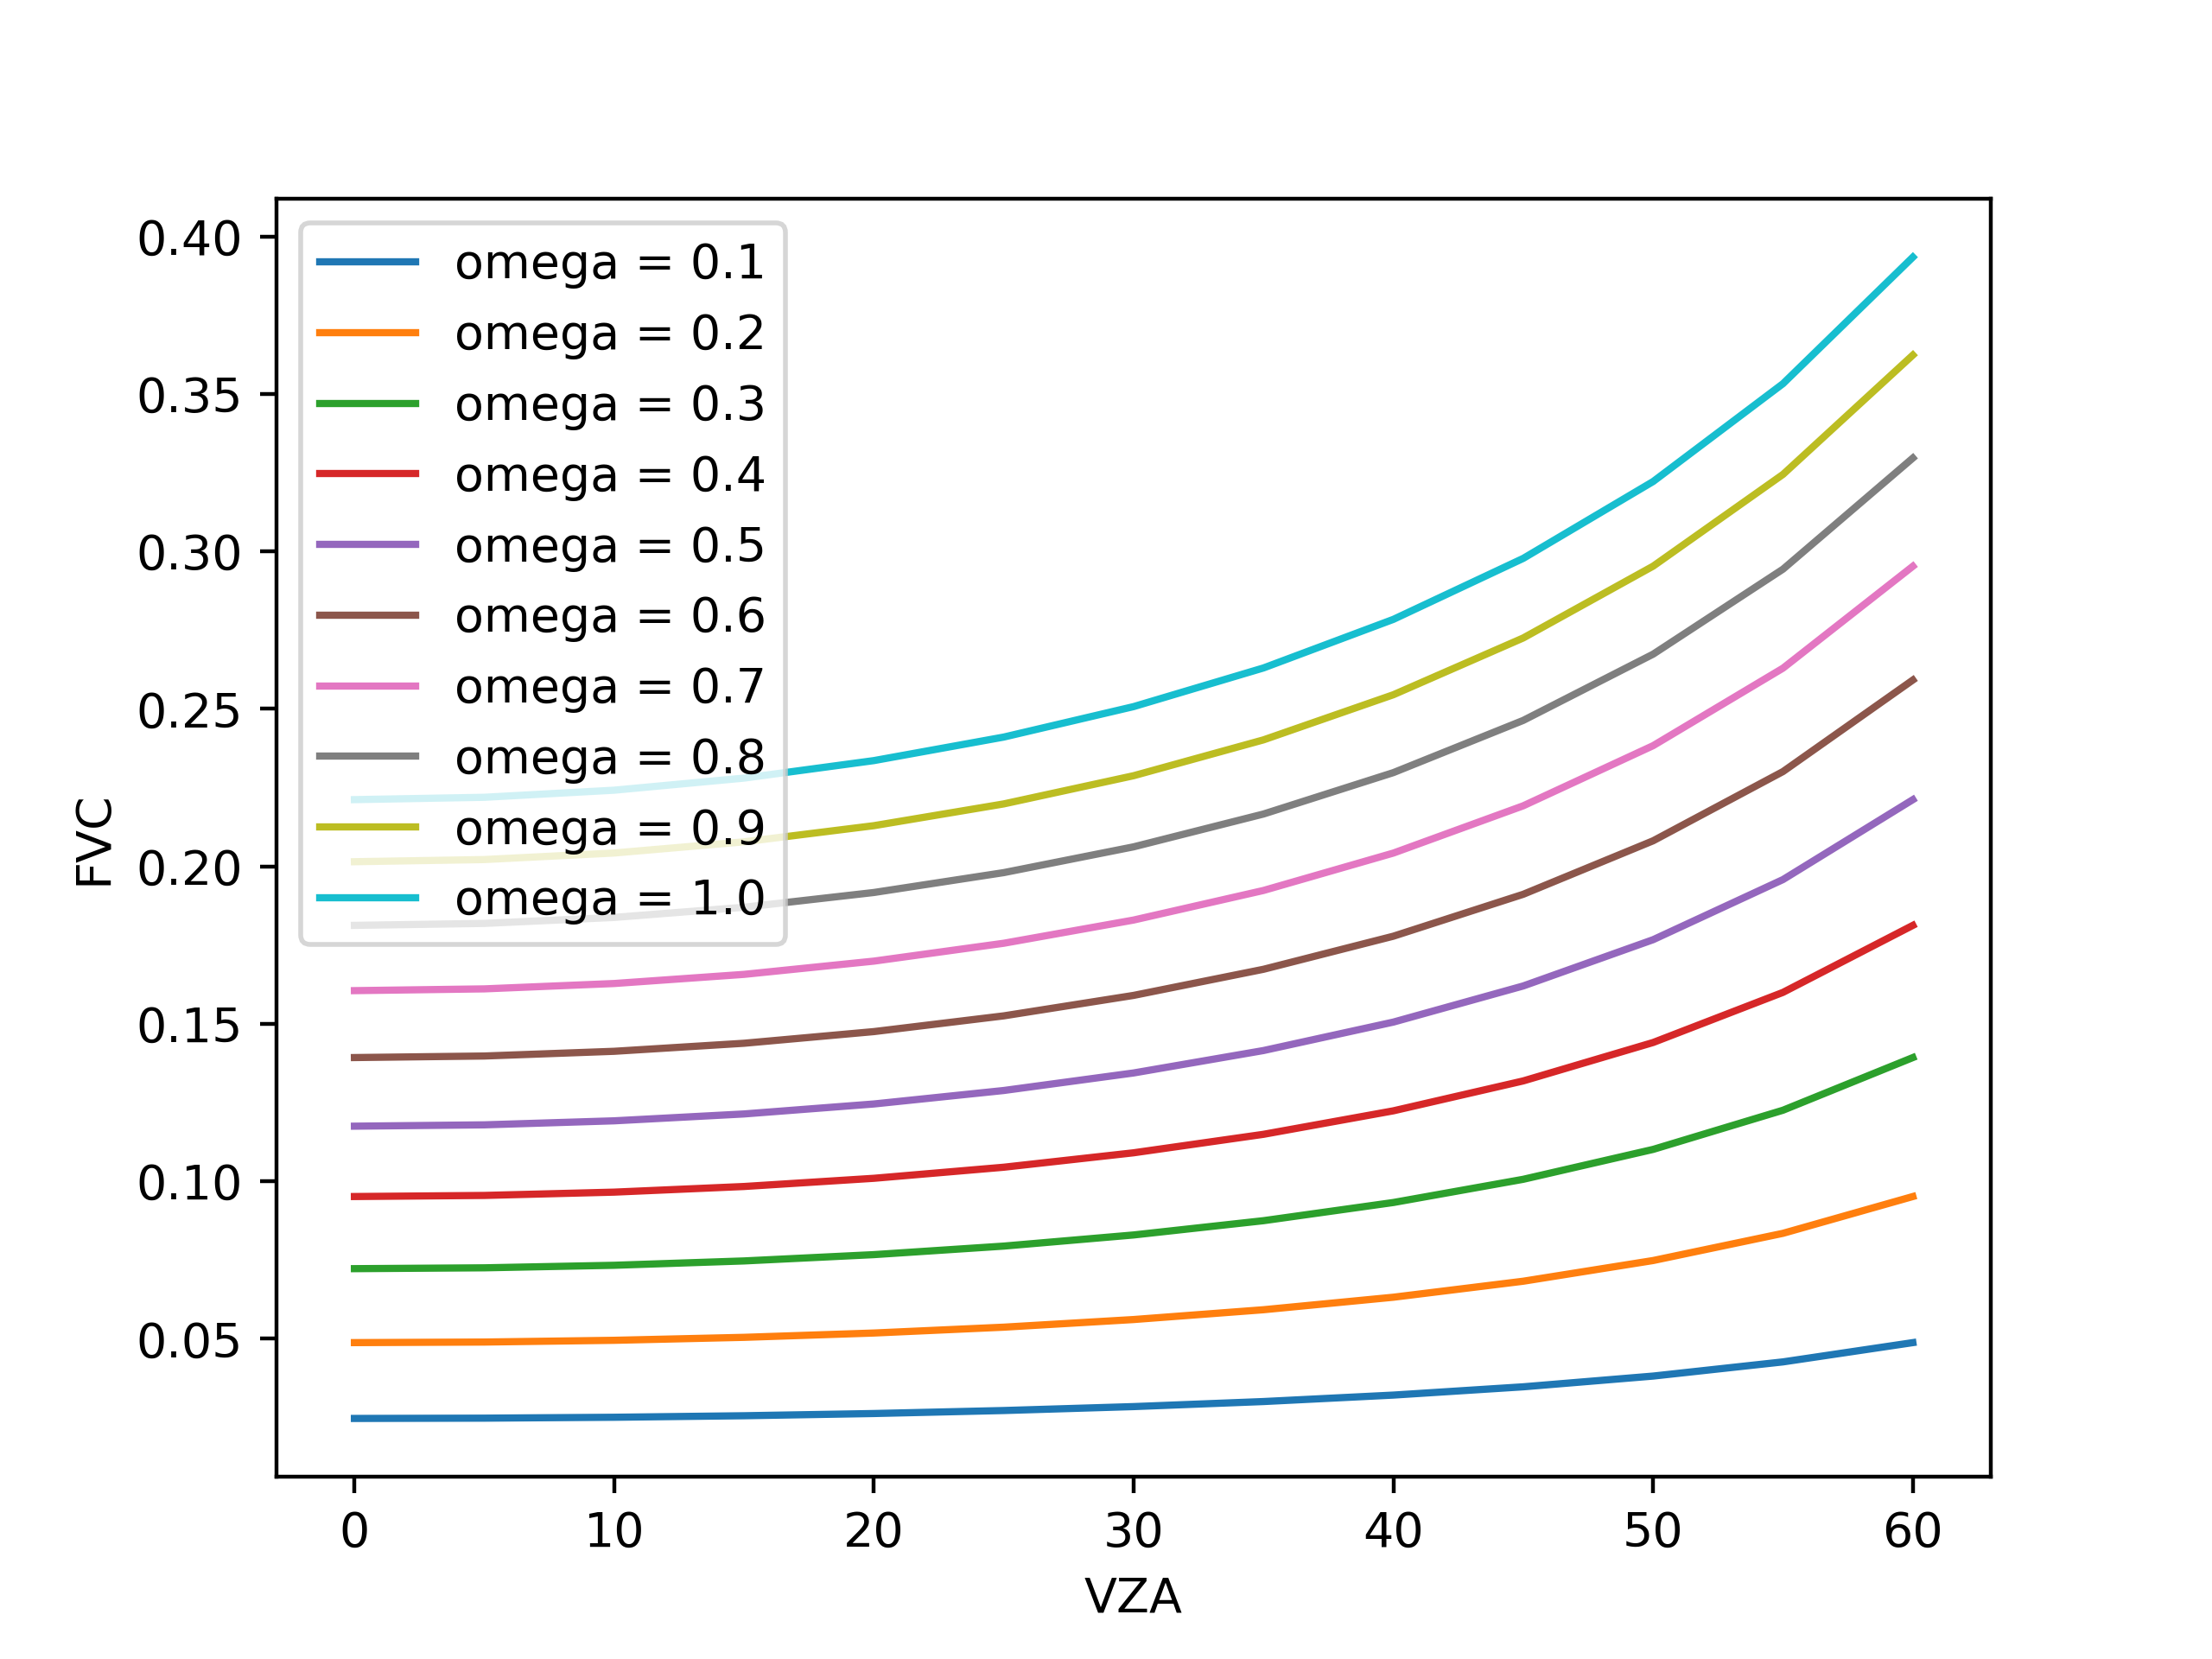 0.40
0.35
0.30
0.25
0.20
0.15
0.10
0.05
FVC
omega = 0.1
omega = 0.2
omega = 0.3
omega = 0.4
omega = 0.5
omega = 0.6
omega = 0.7
omega = 0.8
omega = 0.9
omega = 1.0
0 10 20 30 40 50 60
VZA